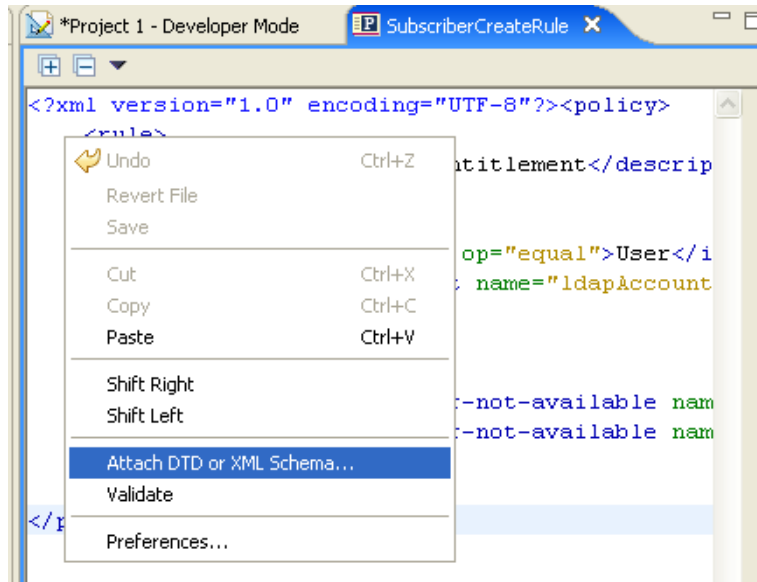 *Project 1 - Developer Mode SubscriberCreateRule
<?xml version="1.0" encoding="UTF-8"?><policy>
<rule>
Undo Ctrl+Z
ntitlement</descrip
Revert File
Save
op="equal">User</i
Cut Ctrl+X
name="ldapAccount
Copy Ctrl+C
Paste Ctrl+V
Shift Right
r-not-available nam
Shift Left
r-not-available nam
Attach DTD or XML Schema...
Validate
</p
Preferences...